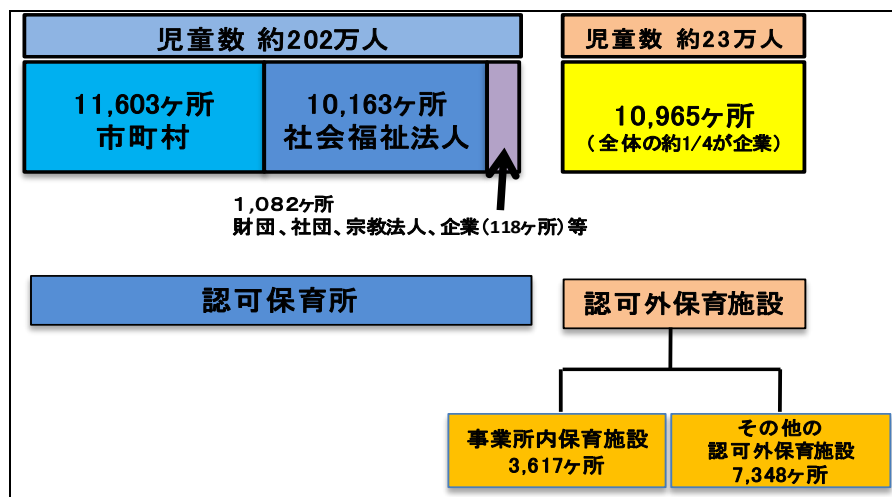 児童数 約202万人
児童数 約23万人
11,603ヶ所
市町村
10,163ヶ所
社会福祉法人
10,965ヶ所
(全体の約1/4が企業)
1,082ヶ所
財団、社団、宗教法人、企業(118ヶ所)等
認可保育所
認可外保育施設
事業所内保育施設
3,617ヶ所
その他の
認可外保育施設
7,348ヶ所